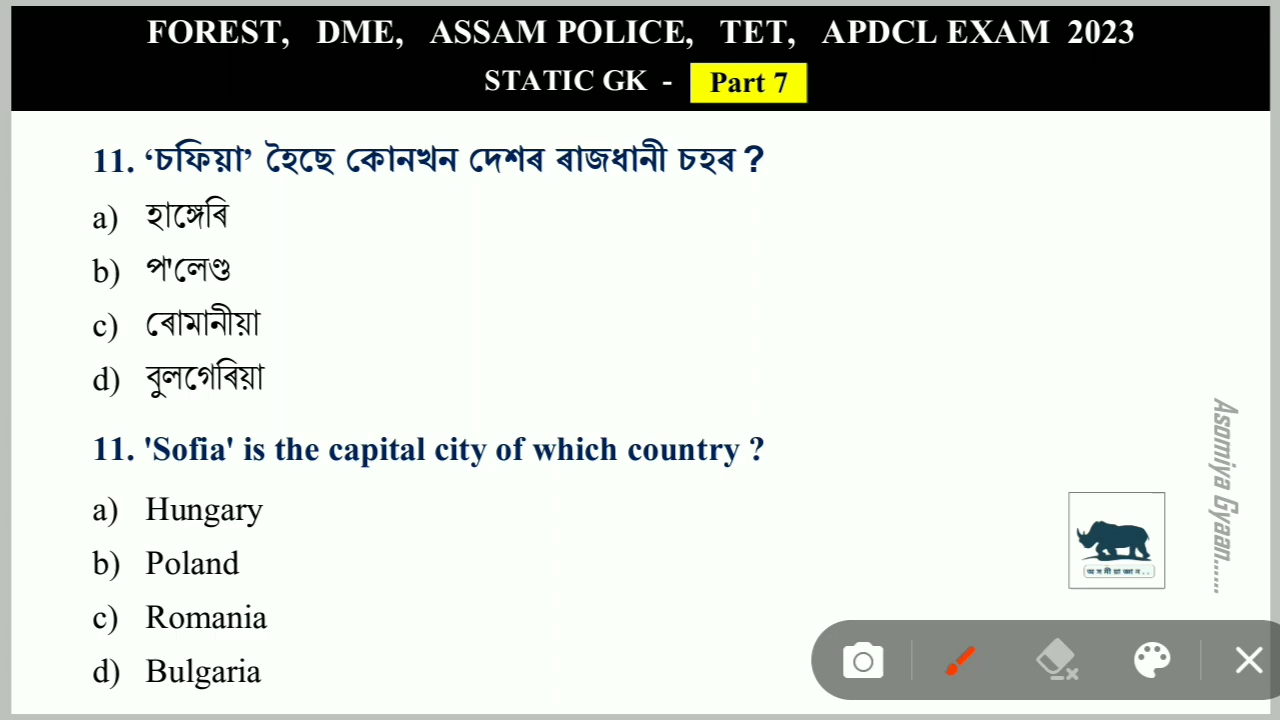 FOREST, DME, ASSAM POLICE, TET, APDCL EXAM 2023
STATIC GK - Part 7
11. ‘চফিয়া’ হৈছে কোনখন দেশৰ ৰাজধানী চহৰ ?
a) হাঙ্গেৰি
b) প'লেণ্ড
c) ৰোমানীয়া
d) বুলগেৰিয়া
11. 'Sofia' is the capital city of which country ?
a) Hungary
b) Poland
c) Romania
d) Bulgaria
Asomiya Gyaan.....
অসমীয়া জ্ঞান..